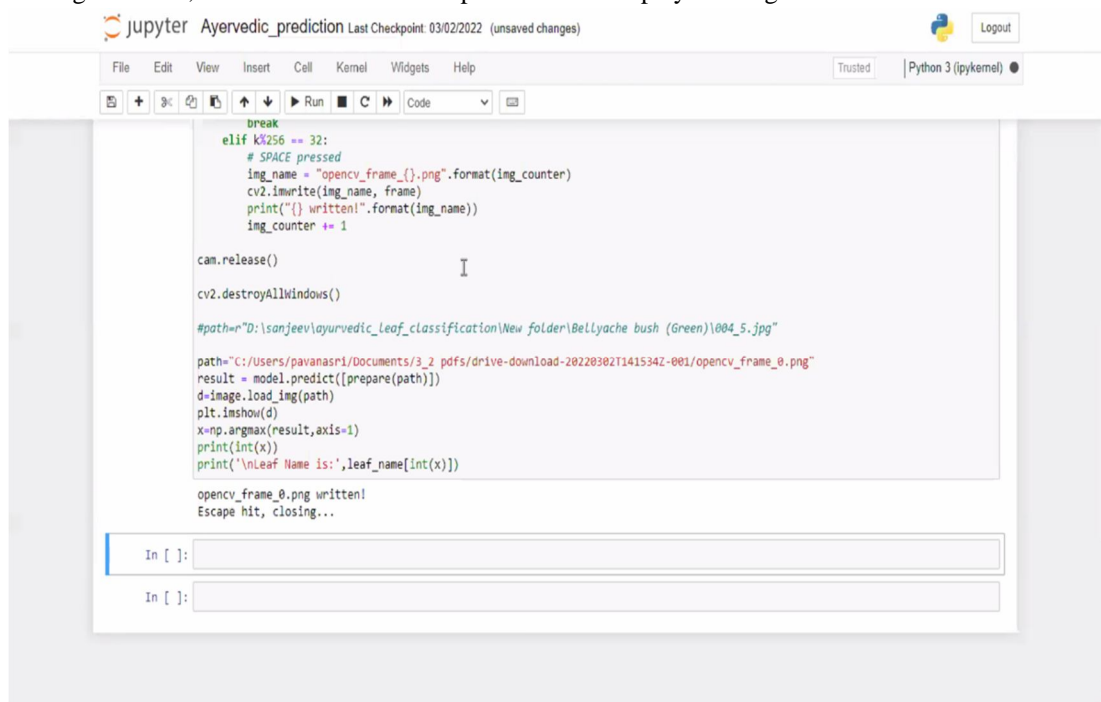 jupyter Ayervedic_prediction Last Checkpoint: 03/02/2022 (unsaved changes)
Logout
File Edit View Insert Cell Kernel Widgets Help
Trusted
Python 3 (ipykernel)
Run
Code
break
elif k%256 == 32:
# SPACE pressed
img_name = "opencv_frame_{}.png".format(img_counter)
cv2.imwrite(img_name, frame)
print("{} written!".format(img_name))
img_counter += 1
cam.release()
cv2.destroyAllWindows()
#path=r"D:\sanjeev\ayurvedic_leaf_classification\New folder\Bellyache bush (Green)\004_5.jpg"
path="C:/Users/pavanasri/Documents/3_2 pdfs/drive-download-20220302T141534Z-001/opencv_frame_0.png"
result = model.predict([prepare(path)])
d=image.load_img(path)
plt.imshow(d)
x=np.argmax(result,axis=1)
print(int(x))
print('\nLeaf Name is:',leaf_name[int(x)])
opencv_frame_0.png written!
Escape hit, closing...
In [ ]:
In [ ]: